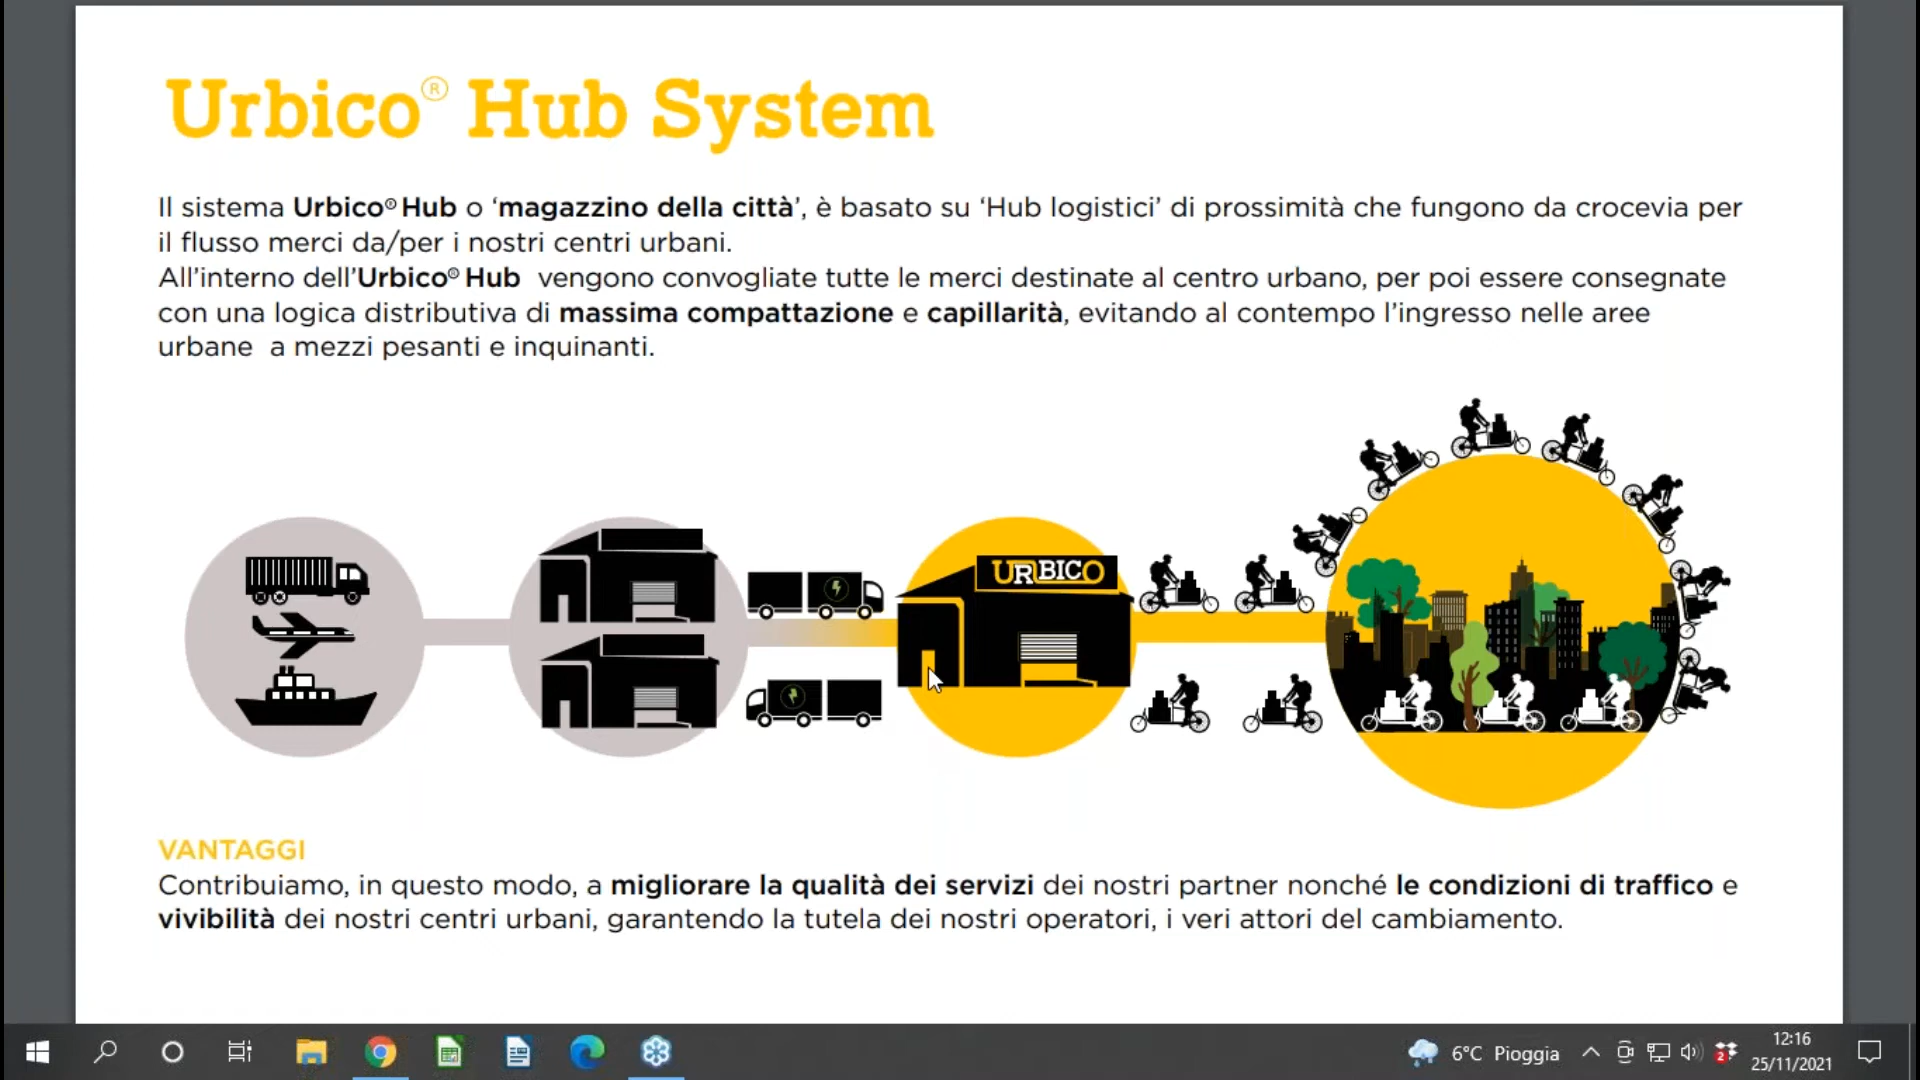 Urbico® Hub System
Il sistema Urbico® Hub o ‘magazzino della città’, è basato su ‘Hub logistici’ di prossimità che fungono da crocevia per
il flusso merci da/per i nostri centri urbani.
All’interno dell’Urbico® Hub vengono convogliate tutte le merci destinate al centro urbano, per poi essere consegnate
con una logica distributiva di massima compattazione e capillarità, evitando al contempo l’ingresso nelle aree
urbane a mezzi pesanti e inquinanti.
URBICO
VANTAGGI
Contribuiamo, in questo modo, a migliorare la qualità dei servizi dei nostri partner nonché le condizioni di traffico e
vivibilità dei nostri centri urbani, garantendo la tutela dei nostri operatori, i veri attori del cambiamento.
6°C Pioggia
2
12:16
25/11/2021